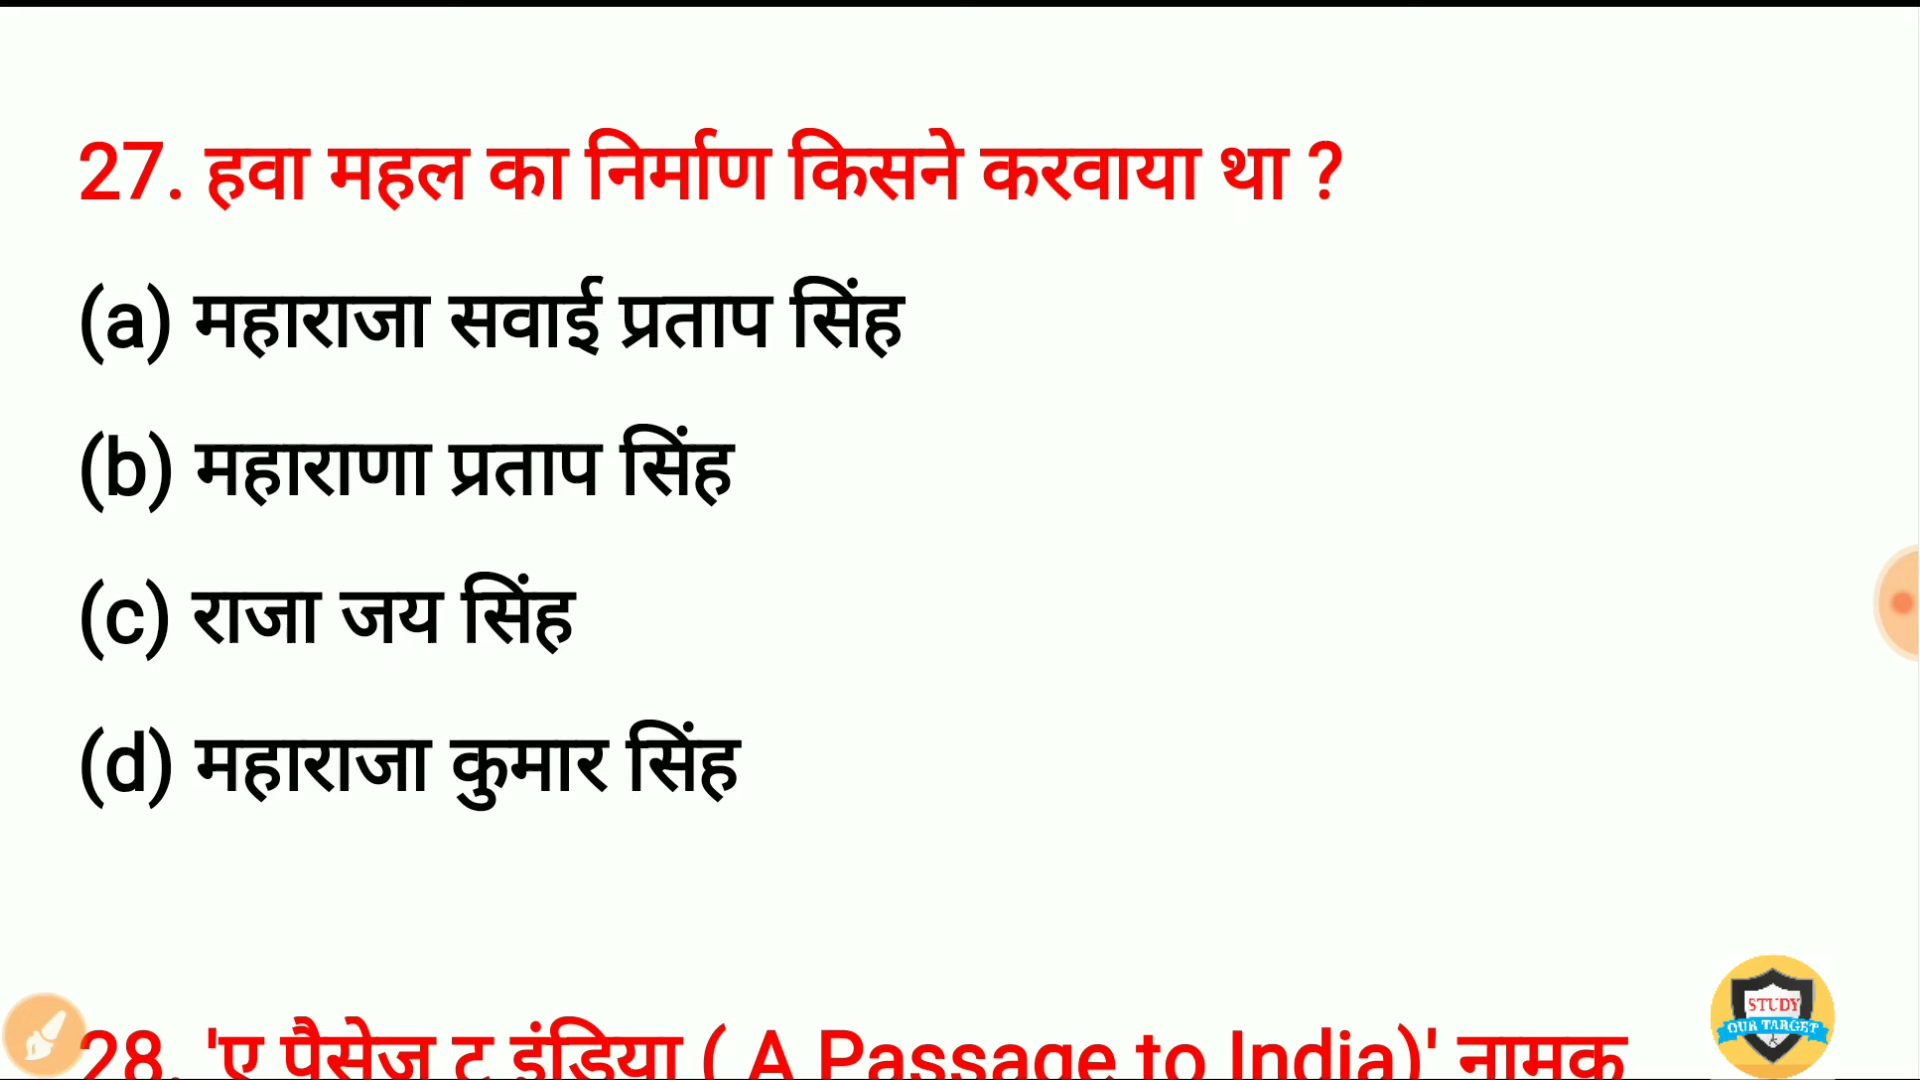 27. हवा महल का निर्माण किसने करवाया था ?
(a) महाराजा सवाई प्रताप सिंह
(b) महाराणा प्रताप सिंह
(c) राजा जय सिंह
(d) महाराजा कुमार सिंह
28. 'ए पैसेज टू इंडिया ( A Passage to India)' नामक
STUDY
OUR TARGET